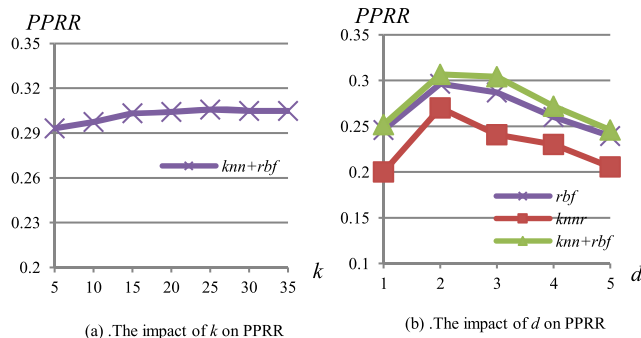 PPRR
0.35
0.32
0.29
0.26
0.23
0.2
knn+rbf
5 10 15 20 25 30 35
k
(a) .The impact of k on PPRR
PPRR
0.35
0.3
0.25
0.2
0.15
0.1
rbf
knnr
knn+rbf
1 2 3 4 5
d
(b) .The impact of d on PPRR